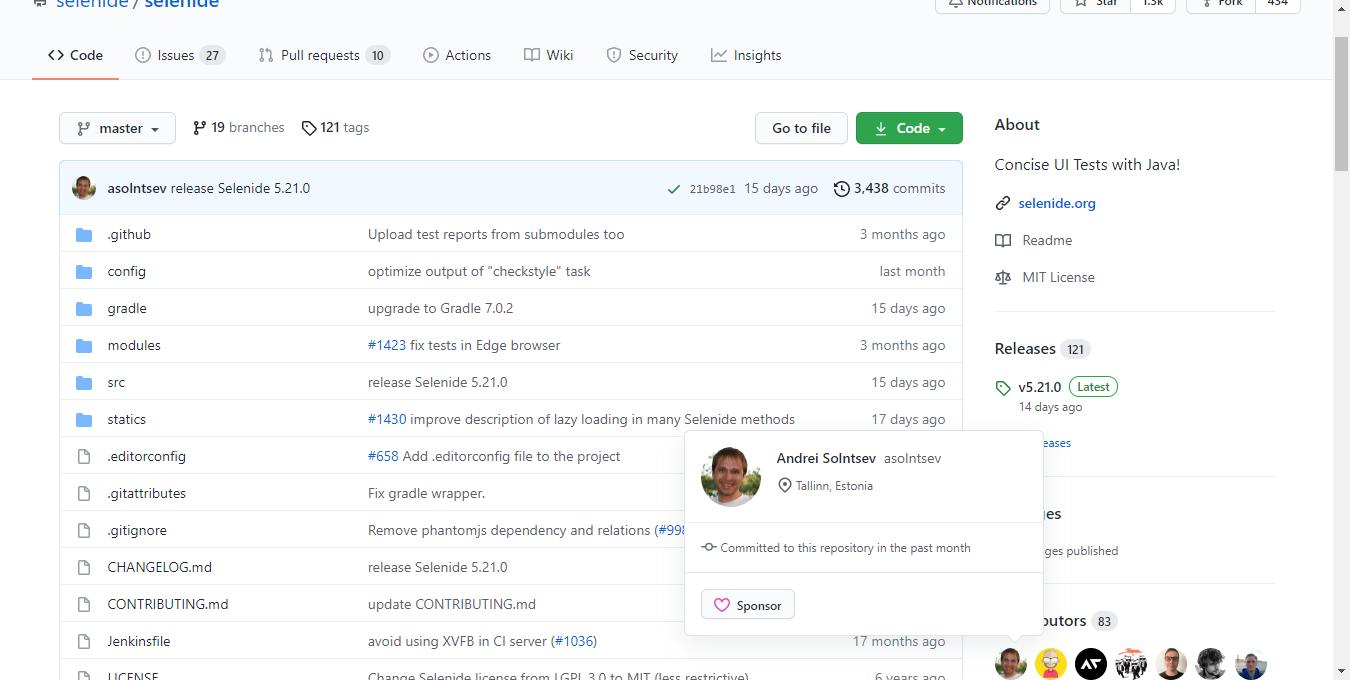 selenide / selenide
Notifications Star 1.3k Fork 434
Code Issues 27 Pull requests 10 Actions Wiki Security Insights
master 19 branches 121 tags Go to file Code
About
Concise UI Tests with Java!
asolntsev release Selenide 5.21.0 21b98e1 15 days ago 3,438 commits
selenide.org
.github Upload test reports from submodules too 3 months ago
Readme
config optimize output of "checkstyle" task last month
MIT License
gradle upgrade to Gradle 7.0.2 15 days ago
modules #1423 fix tests in Edge browser 3 months ago
Releases 121
src release Selenide 5.21.0 15 days ago
v5.21.0 Latest
14 days ago
statics #1430 improve description of lazy loading in many Selenide methods 17 days ago
eases
.editorconfig #658 Add .editorconfig file to the project
Andrei Solntsev asolntsev
Tallinn, Estonia
.gitattributes Fix gradle wrapper.
ges
.gitignore Remove phantomjs dependency and relations (#998
Committed to this repository in the past month
ges published
CHANGELOG.md release Selenide 5.21.0
CONTRIBUTING.md update CONTRIBUTING.md
Sponsor
butors 83
Jenkinsfile avoid using XVFB in CI server (#1036) 17 months ago
LICENSE Change Selenide license from LGPL 3.0 to MIT (less restrictive) 6 years ago